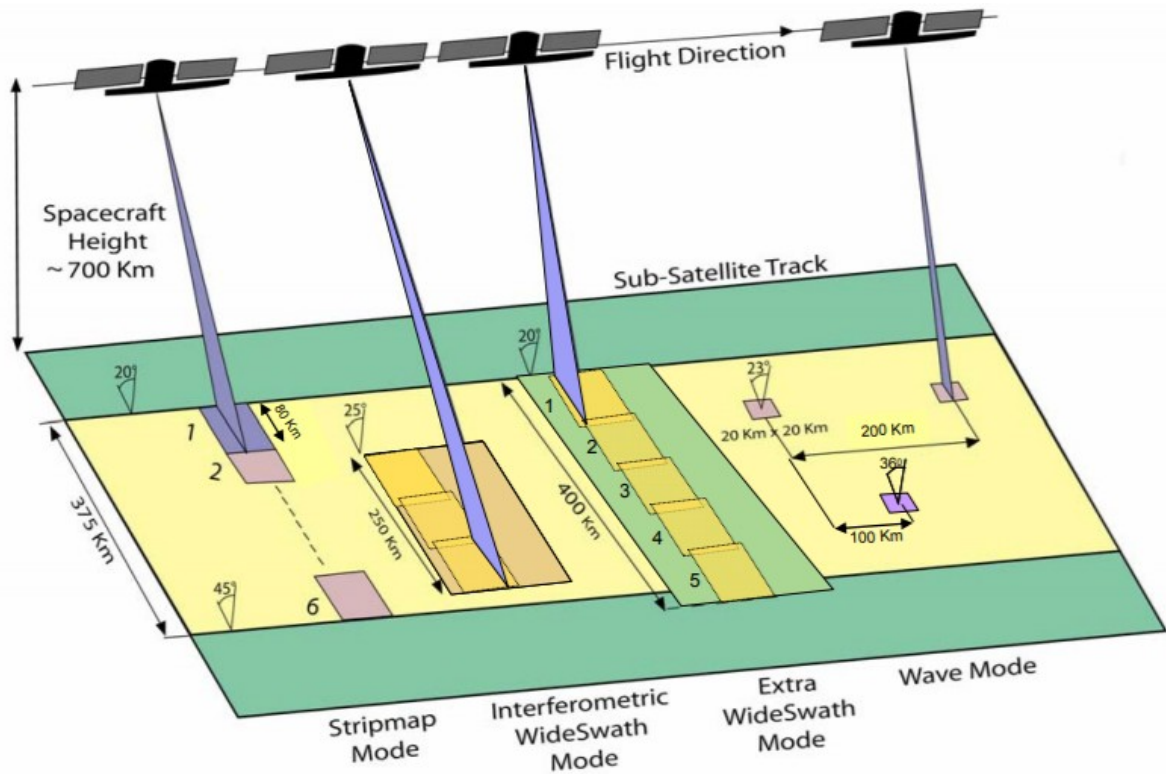 Flight Direction
Spacecraft
Height
~ 700 Km
Sub-Satellite Track
20°
20°
23°
1
80 Km
25°
1
20 Km x 20 Km
200 Km
2
2
375 Km
250 Km
400 Km
3
36°
100 Km
4
45°
6
5
Stripmap
Mode
Interferometric
WideSwath
Mode
Extra
WideSwath
Mode
Wave Mode